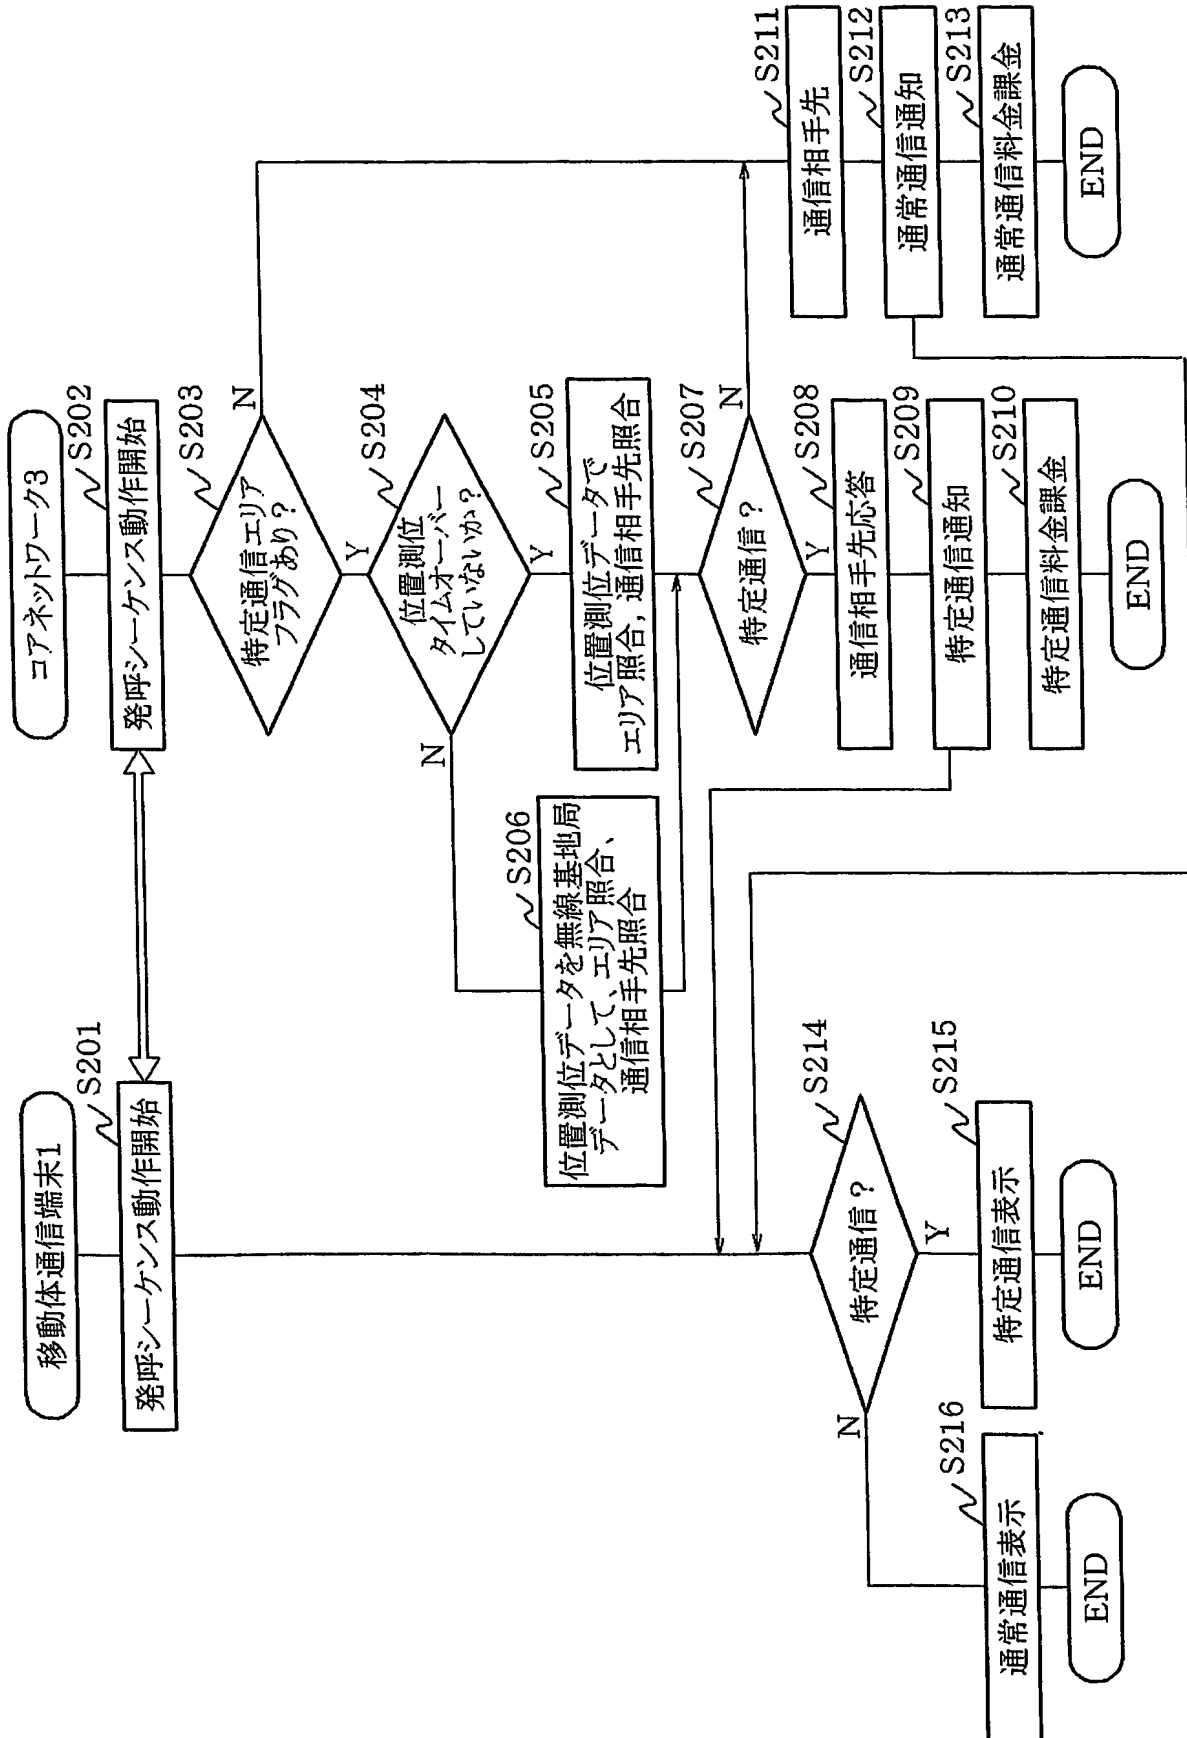 移動体通信端末1
S201
発呼シーケンス動作開始
コアネットワーク3
S202
発呼シーケンス動作開始
S203
特定通信エリア
フラグあり？
N
Y
S204
位置測位
タイムオーバー
していないか？
N
Y
S205
位置測位データで
エリア照合, 通信相手先照合
S206
位置測位データを無線基地局
データとして、エリア照合、
通信相手先照合
S207
特定通信？
N
Y
S208
通信相手先応答
S209
特定通信通知
S210
特定通信料金課金
END
S211
通信相手先
S212
通常通信通知
S213
通常通信料金課金
END
S214
特定通信？
N
Y
S215
特定通信表示
END
S216
通常通信表示
END